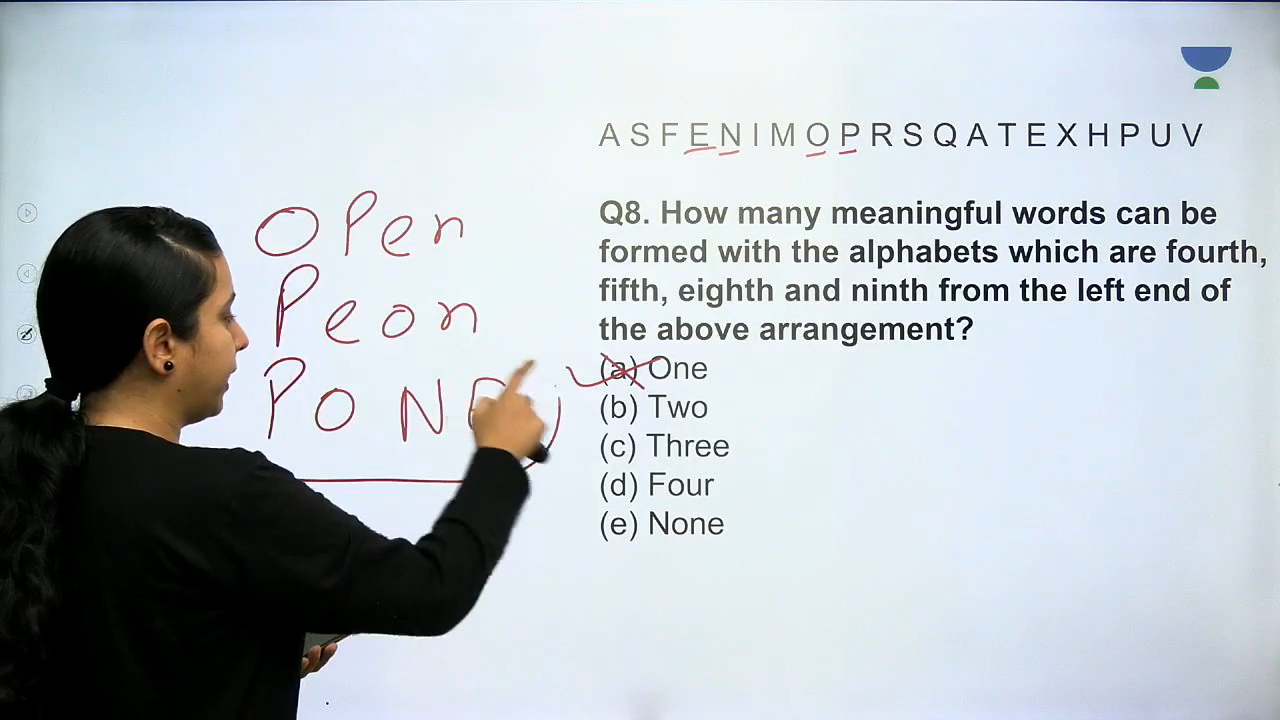 A S F E N I M O P R S Q A T E X H P U V
Q8. How many meaningful words can be
formed with the alphabets which are fourth,
fifth, eighth and ninth from the left end of
the above arrangement?
(a) One
(b) Two
(c) Three
(d) Four
(e) None
Open
Peon